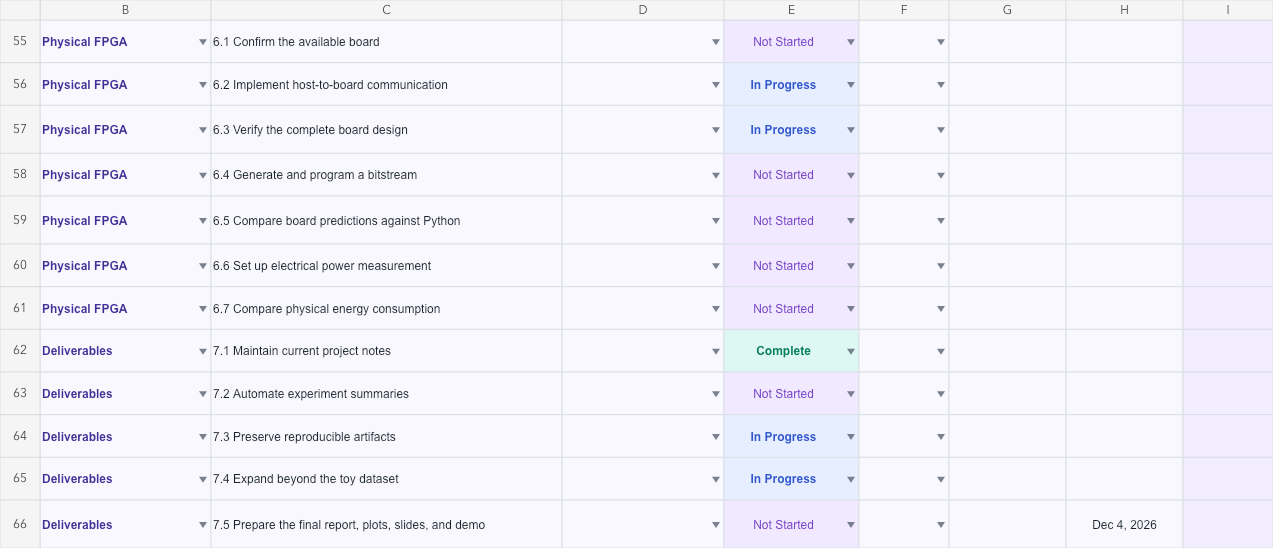 B C D E F G H I
55 Physical FPGA 6.1 Confirm the available board Not Started
56 Physical FPGA 6.2 Implement host-to-board communication In Progress
57 Physical FPGA 6.3 Verify the complete board design In Progress
58 Physical FPGA 6.4 Generate and program a bitstream Not Started
59 Physical FPGA 6.5 Compare board predictions against Python Not Started
60 Physical FPGA 6.6 Set up electrical power measurement Not Started
61 Physical FPGA 6.7 Compare physical energy consumption Not Started
62 Deliverables 7.1 Maintain current project notes Complete
63 Deliverables 7.2 Automate experiment summaries Not Started
64 Deliverables 7.3 Preserve reproducible artifacts In Progress
65 Deliverables 7.4 Expand beyond the toy dataset In Progress
66 Deliverables 7.5 Prepare the final report, plots, slides, and demo Not Started Dec 4, 2026